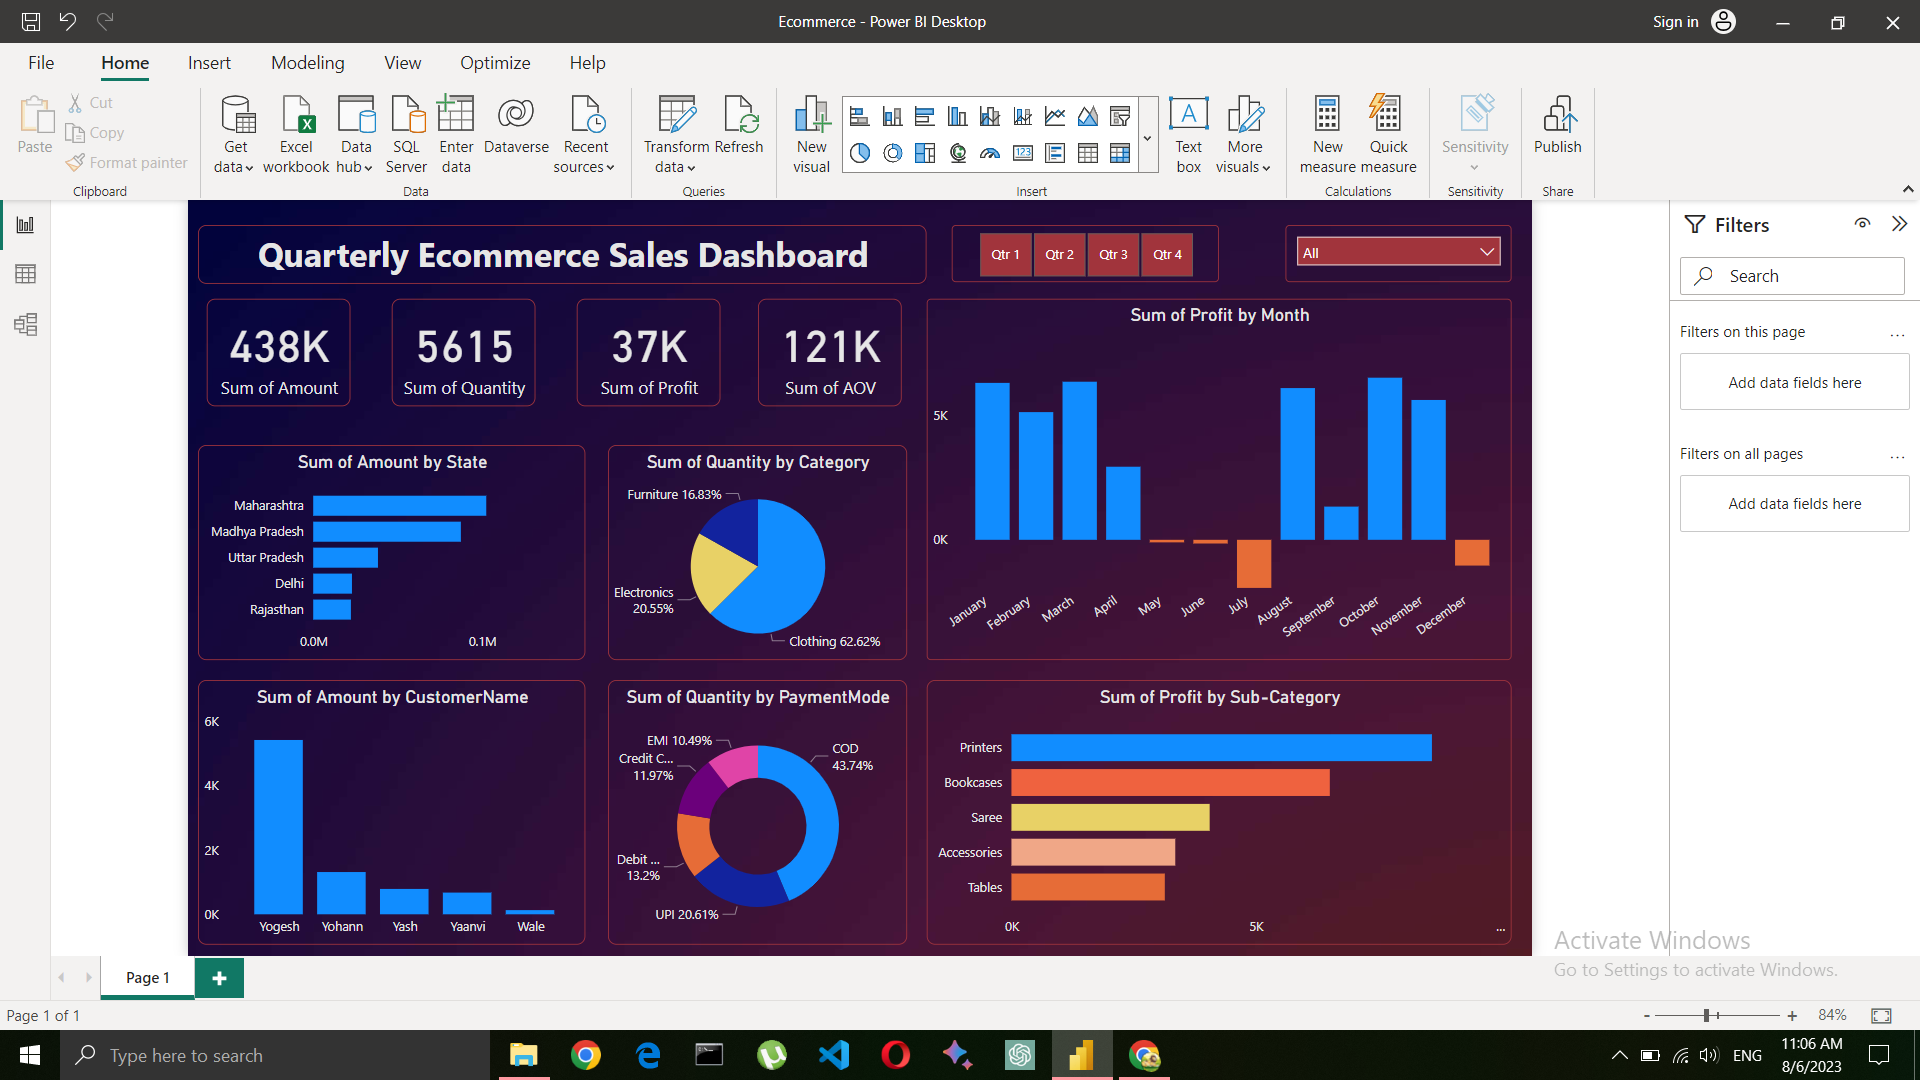 Ecommerce - Power BI Desktop
Sign in
File
Home
Insert
Modeling
View
Optimize
Help
Paste
Cut
Copy
Format painter
Clipboard
Get
data
Excel
workbook
Data
hub
SQL
Server
Enter
data
Dataverse
Recent
sources
Data
Transform
data
Refresh
Queries
New
visual
123
Insert
A
Text
box
More
visuals
New
measure
Quick
measure
Calculations
Sensitivity
Sensitivity
Publish
Share
Quarterly Ecommerce Sales Dashboard
Qtr 1
Qtr 2
Qtr 3
Qtr 4
All
438K
Sum of Amount
5615
Sum of Quantity
37K
Sum of Profit
121K
Sum of AOV
Sum of Profit by Month
5K
0K
January
February
March
April
May
June
July
August
September
October
November
December
Sum of Amount by State
Maharashtra
Madhya Pradesh
Uttar Pradesh
Delhi
Rajasthan
0.0M
0.1M
Sum of Quantity by Category
Furniture 16.83%
Electronics
20.55%
Clothing 62.62%
Sum of Amount by CustomerName
6K
4K
2K
0K
Yogesh
Yohann
Yash
Yaanvi
Wale
Sum of Quantity by PaymentMode
EMI 10.49%
Credit C...
11.97%
COD
43.74%
Debit ...
13.2%
UPI 20.61%
Sum of Profit by Sub-Category
Printers
Bookcases
Saree
Accessories
Tables
0K
5K
...
Filters
Search
Filters on this page
...
Add data fields here
Filters on all pages
...
Add data fields here
Activate Windows
Go to Settings to activate Windows.
Page 1
+
Page 1 of 1
-
+
84%
Type here to search
ENG
11:06 AM
8/6/2023